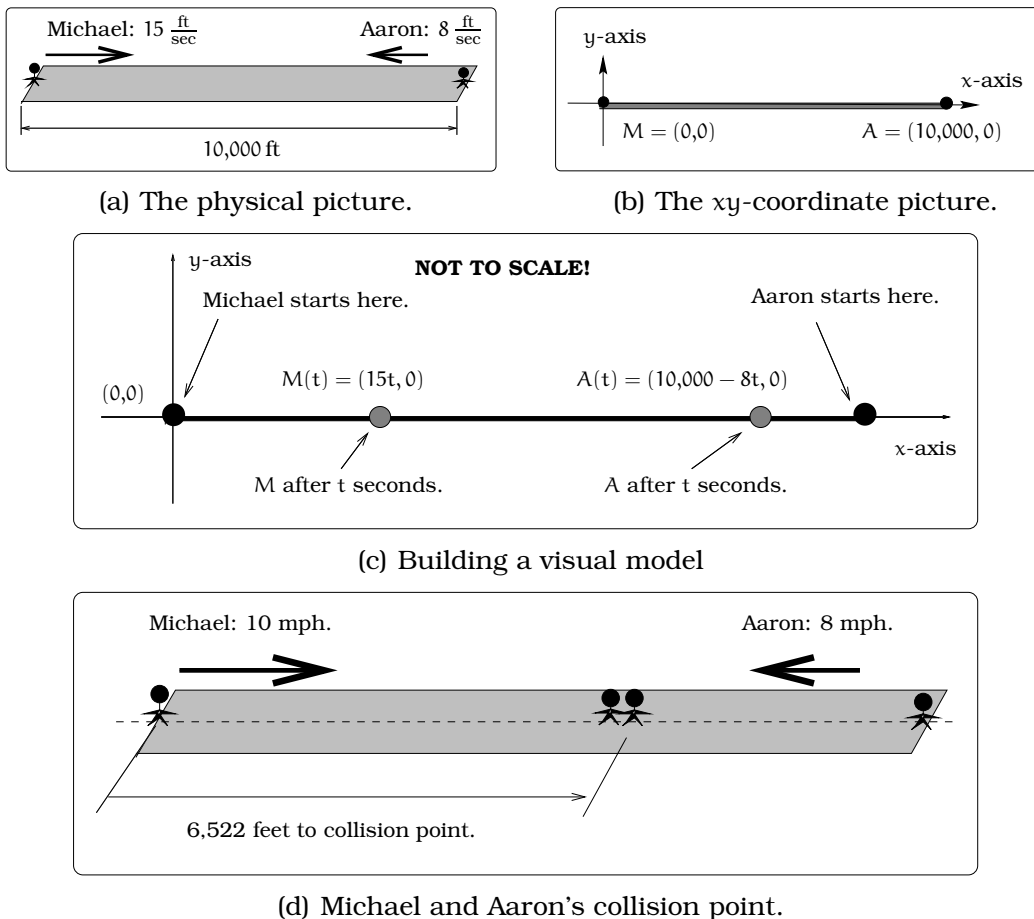 Michael: 15 ft/sec
Aaron: 8 ft/sec
10,000 ft
(a) The physical picture.
y-axis
x-axis
M = (0,0)
A = (10,000, 0)
(b) The xy-coordinate picture.
y-axis
NOT TO SCALE!
Michael starts here.
Aaron starts here.
(0,0)
M(t) = (15t, 0)
A(t) = (10,000 − 8t, 0)
x-axis
M after t seconds.
A after t seconds.
(c) Building a visual model
Michael: 10 mph.
Aaron: 8 mph.
6,522 feet to collision point.
(d) Michael and Aaron's collision point.